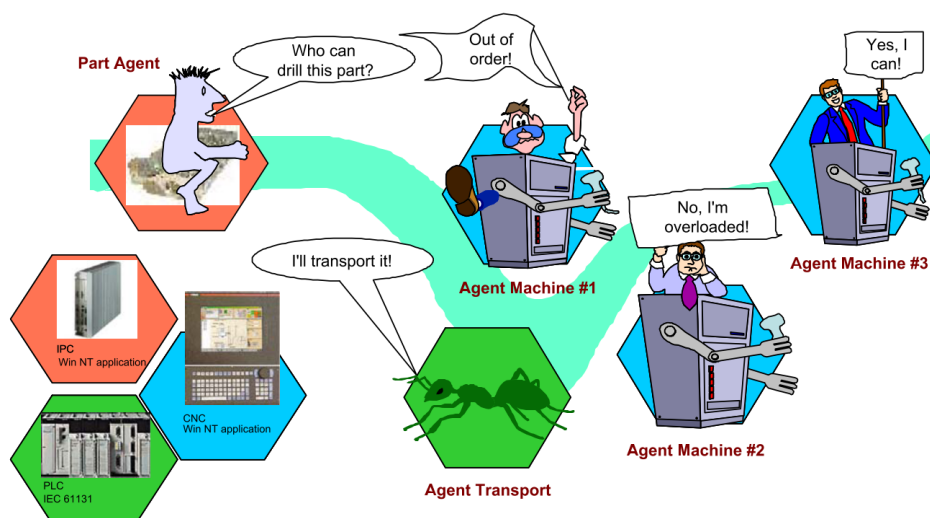 Part Agent
Who can
drill this part?
Out of
order!
Yes, I
can!
No, I'm
overloaded!
I'll transport it!
Agent Machine #1
Agent Machine #3
IPC
Win NT application
CNC
Win NT application
Agent Machine #2
PLC
IEC 61131
Agent Transport